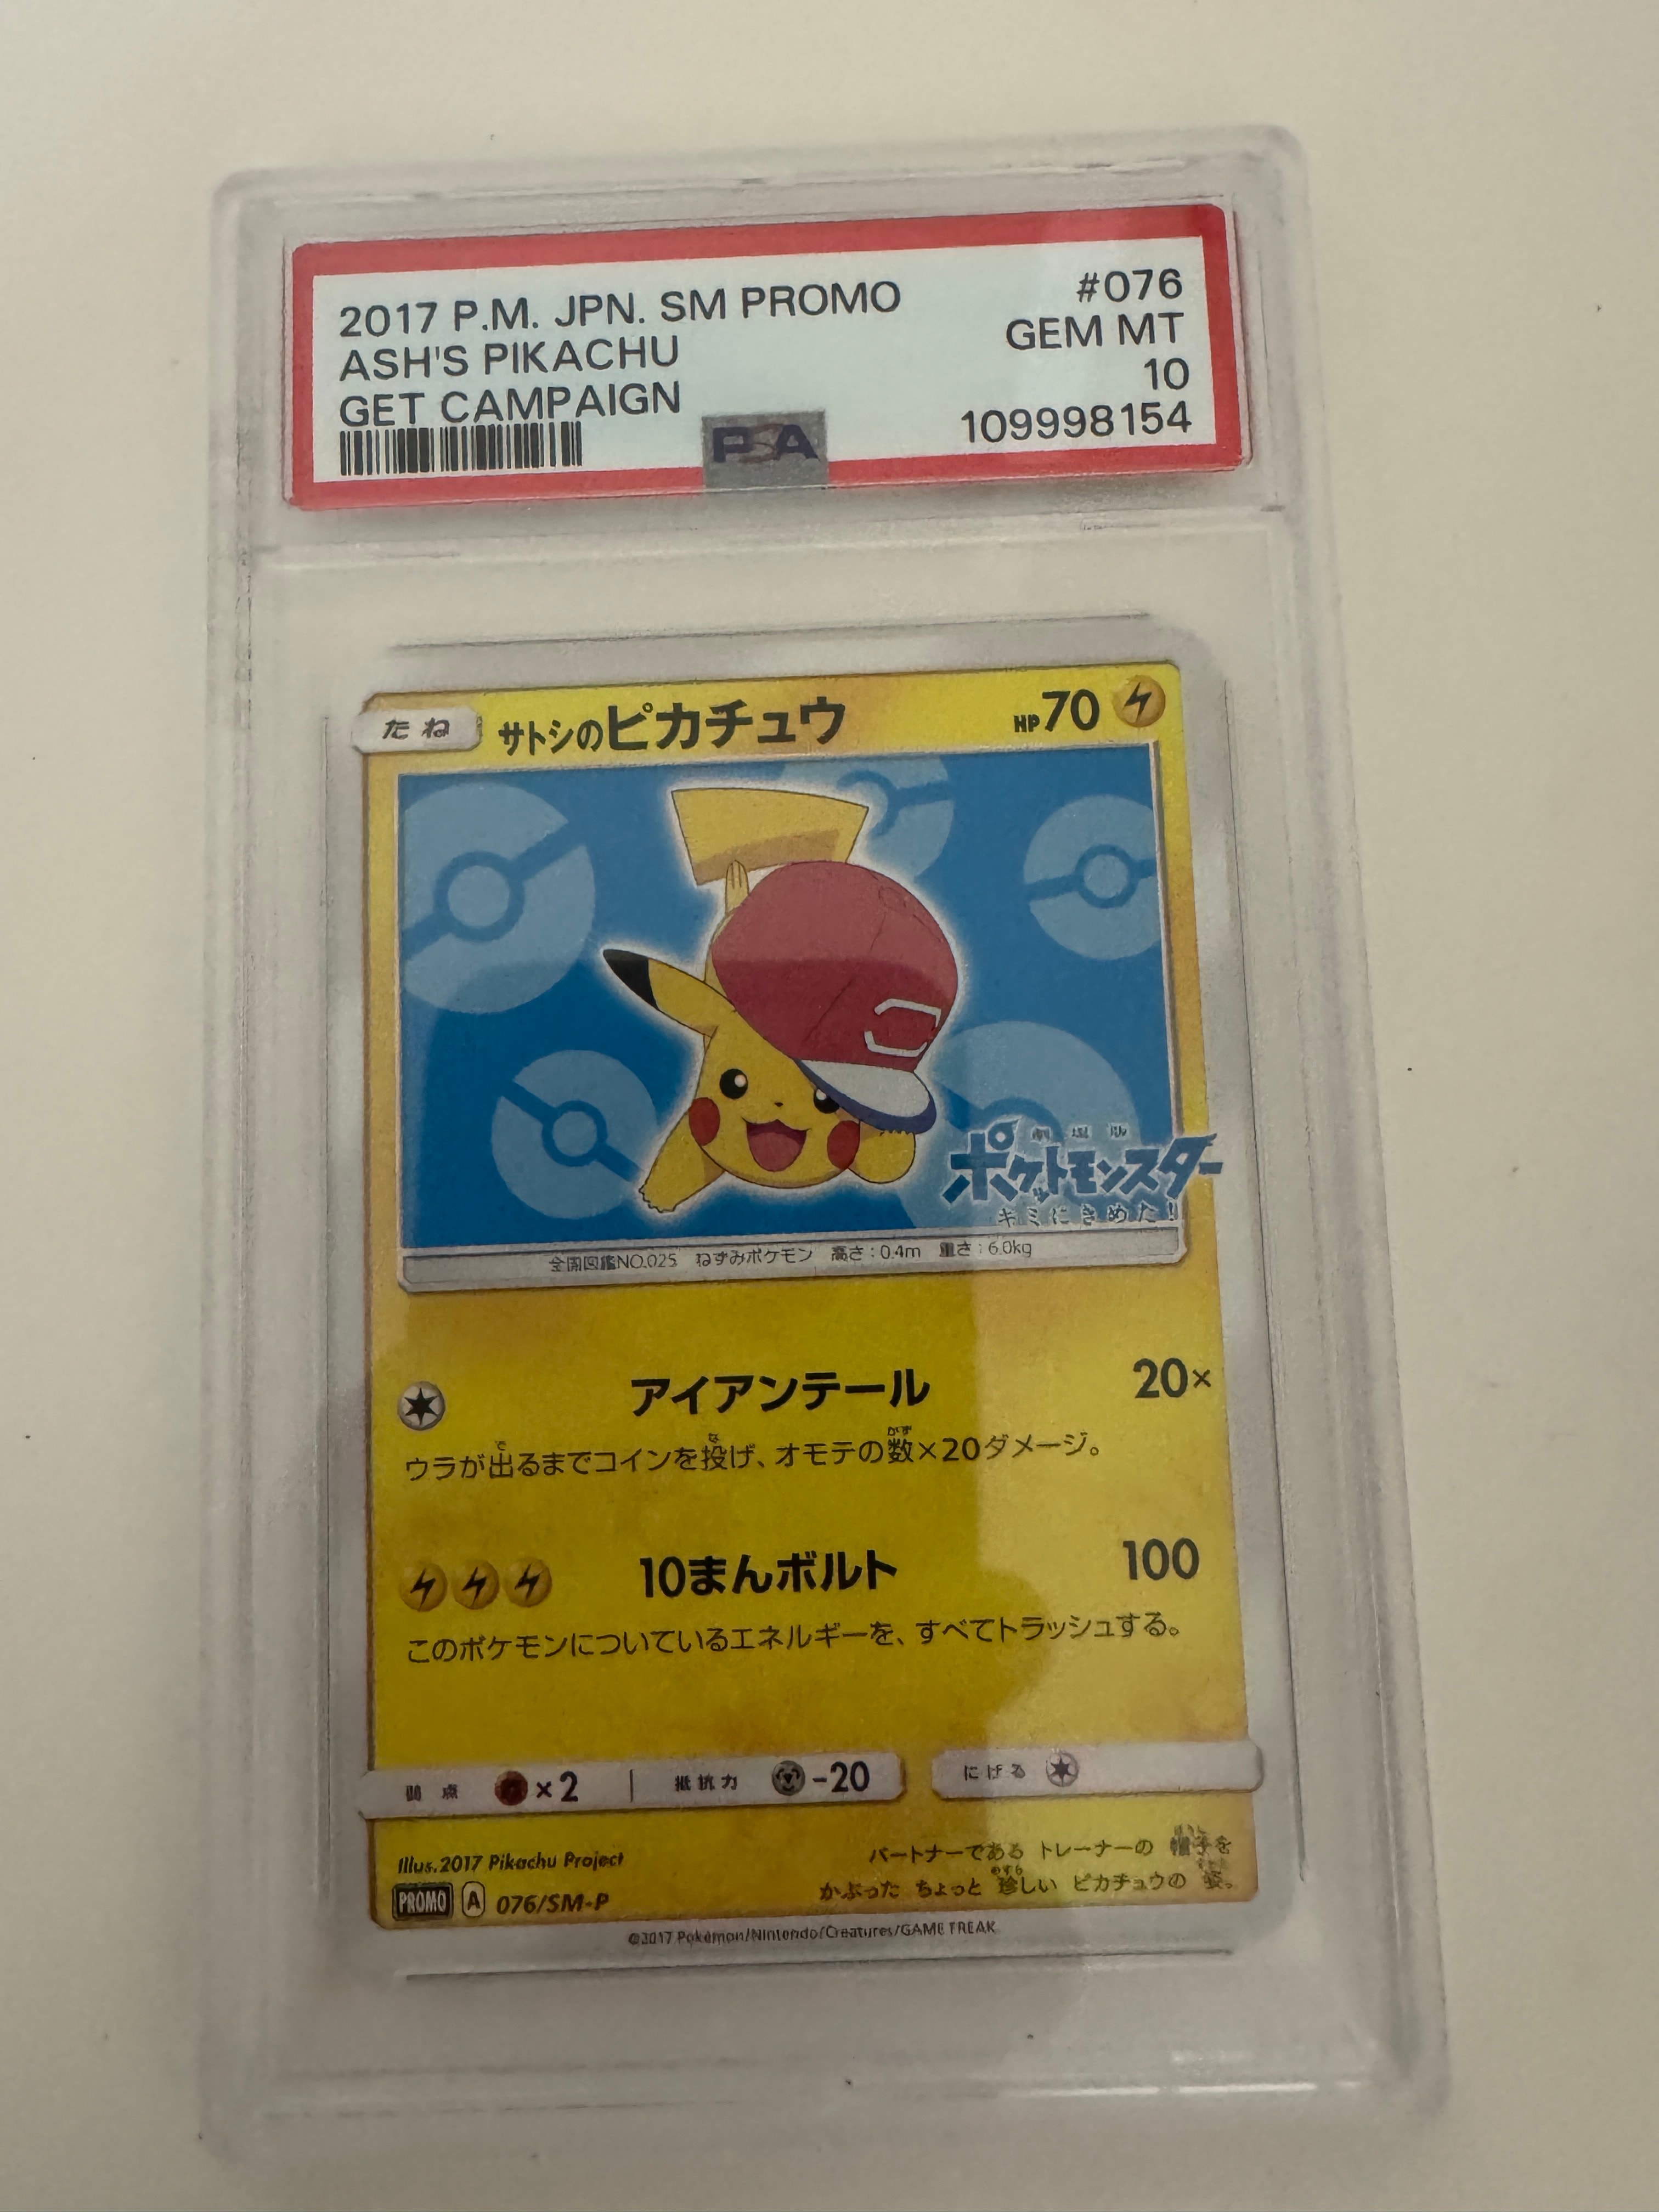 2017 P.M. JPN. SM PROMO #076
ASH'S PIKACHU GEM MT
GET CAMPAIGN 10
109998154
PSA
たね サトシのピカチュウ HP70
劇場版
ポケットモンスター
キミにきめた!
全国図鑑NO.025 ねずみポケモン 高さ:0.4m 重さ:6.0kg
アイアンテール 20×
ウラが出るまでコインを投げ、オモテの数×20ダメージ。
10まんボルト 100
このポケモンについているエネルギーを、すべてトラッシュする。
弱点 ×2 抵抗力 -20 にげる
Illus.2017 Pikachu Project
PROMO A 076/SM-P
パートナーである トレーナーの 帽子を
かぶった ちょっと 珍しい ピカチュウの 姿。
©2017 Pokémon/Nintendo/Creatures/GAME FREAK